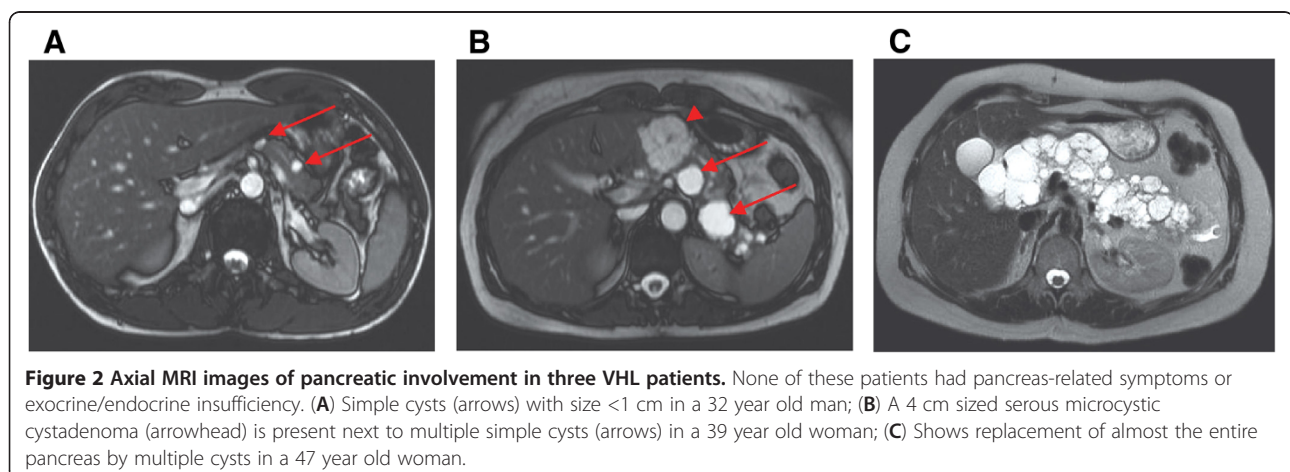 A
B
C
Figure 2 Axial MRI images of pancreatic involvement in three VHL patients. None of these patients had pancreas-related symptoms or
exocrine/endocrine insufficiency. (A) Simple cysts (arrows) with size <1 cm in a 32 year old man; (B) A 4 cm sized serous microcystic
cystadenoma (arrowhead) is present next to multiple simple cysts (arrows) in a 39 year old woman; (C) Shows replacement of almost the entire
pancreas by multiple cysts in a 47 year old woman.